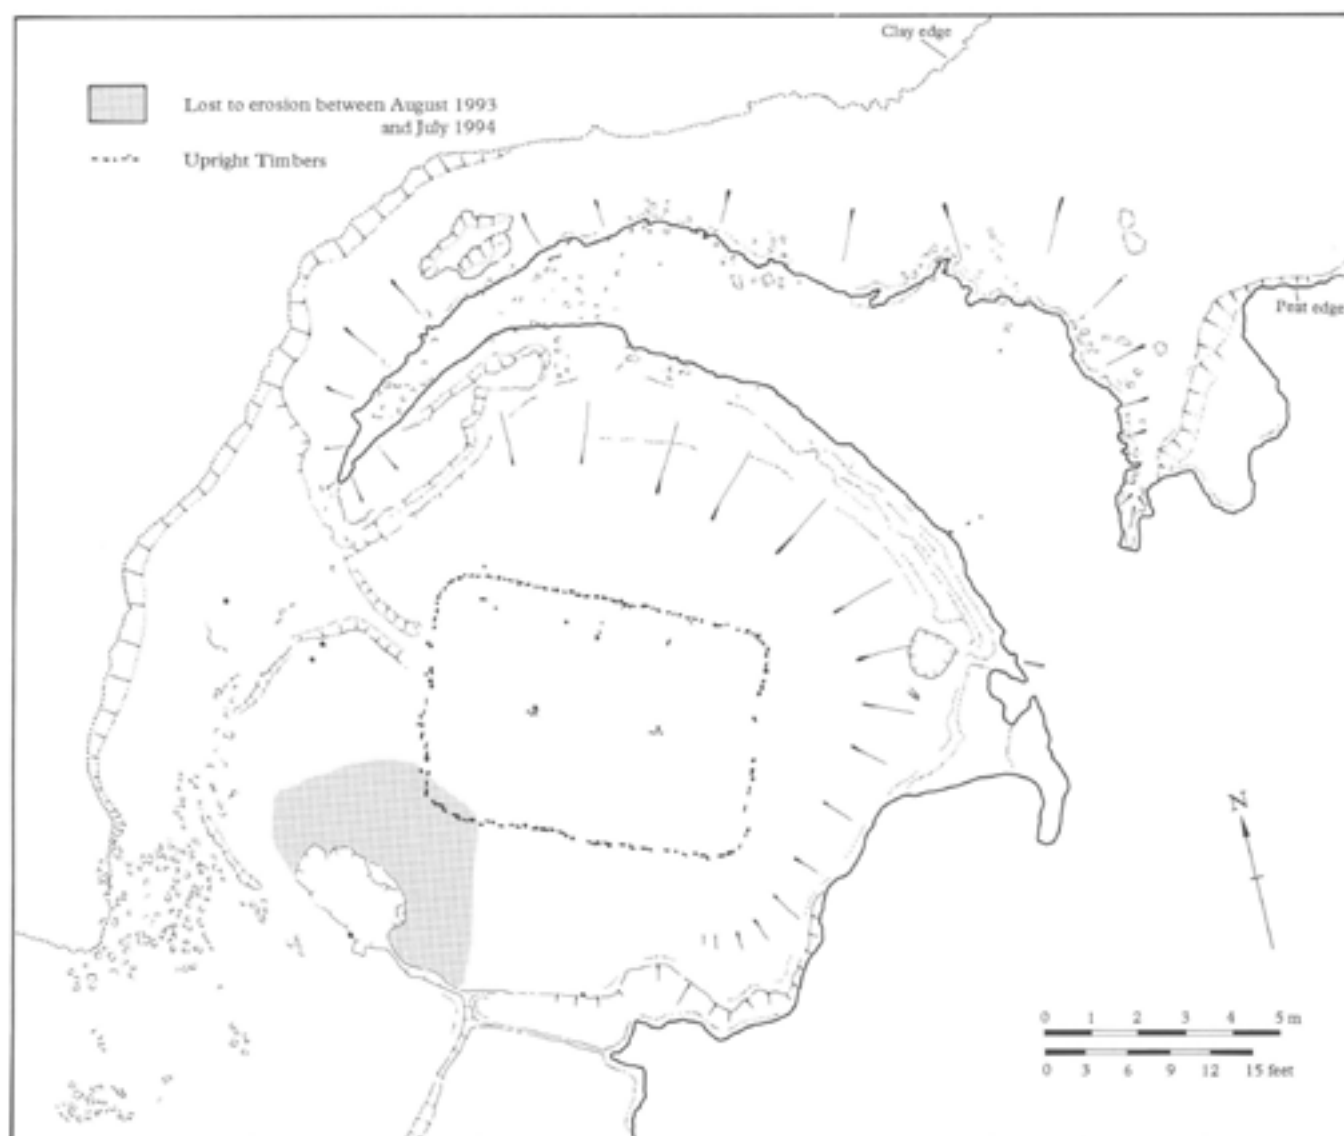 Clay edge
Lost to erosion between August 1993
and July 1994
Upright Timbers
Peat edge
N
0 1 2 3 4 5 m
0 3 6 9 12 15 feet